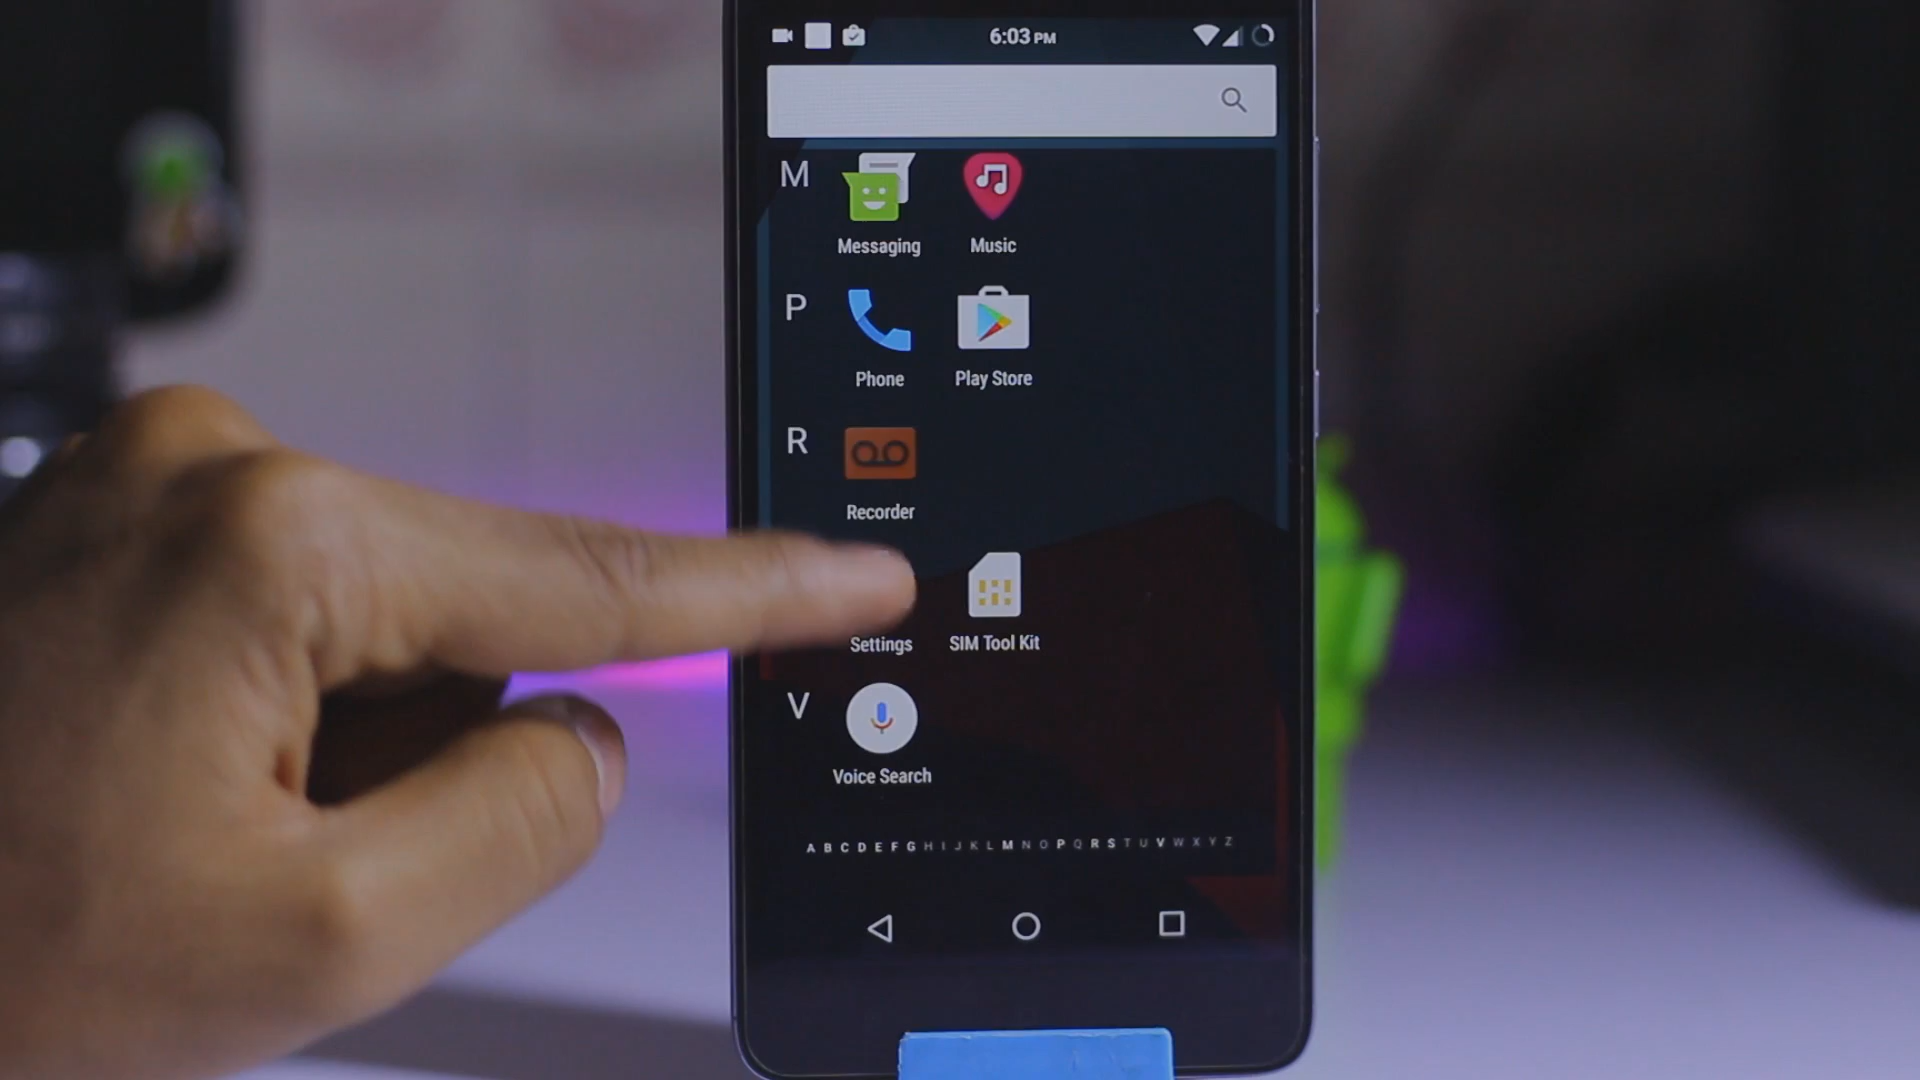 6:03 PM
M
Messaging Music
P
Phone Play Store
R
Recorder
Settings SIM Tool Kit
V
Voice Search
A B C D E F G H I J K L M N O P Q R S T U V W X Y Z